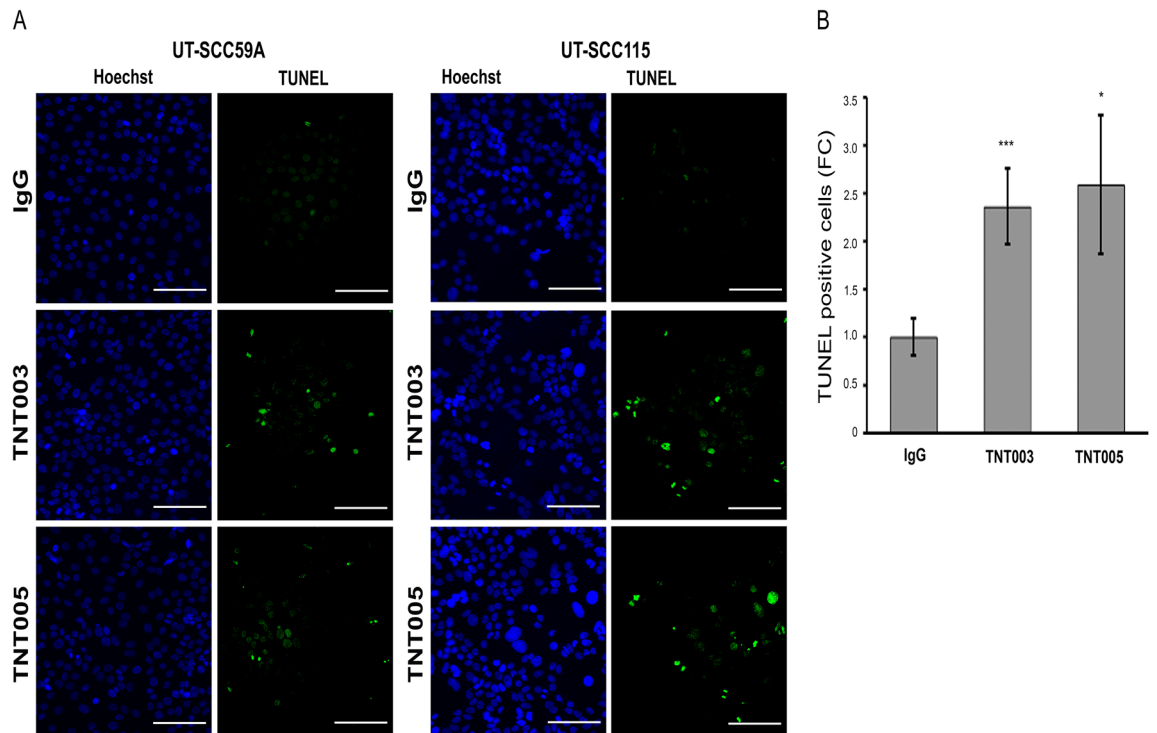 A
B
UT-SCC59A
UT-SCC115
Hoechst
TUNEL
Hoechst
TUNEL
IgG
IgG
TNT003
TNT003
TNT005
TNT005
TUNEL positive cells (FC)
3.5
3.0
2.5
2.0
1.5
1.0
0.5
0
***
*
IgG
TNT003
TNT005